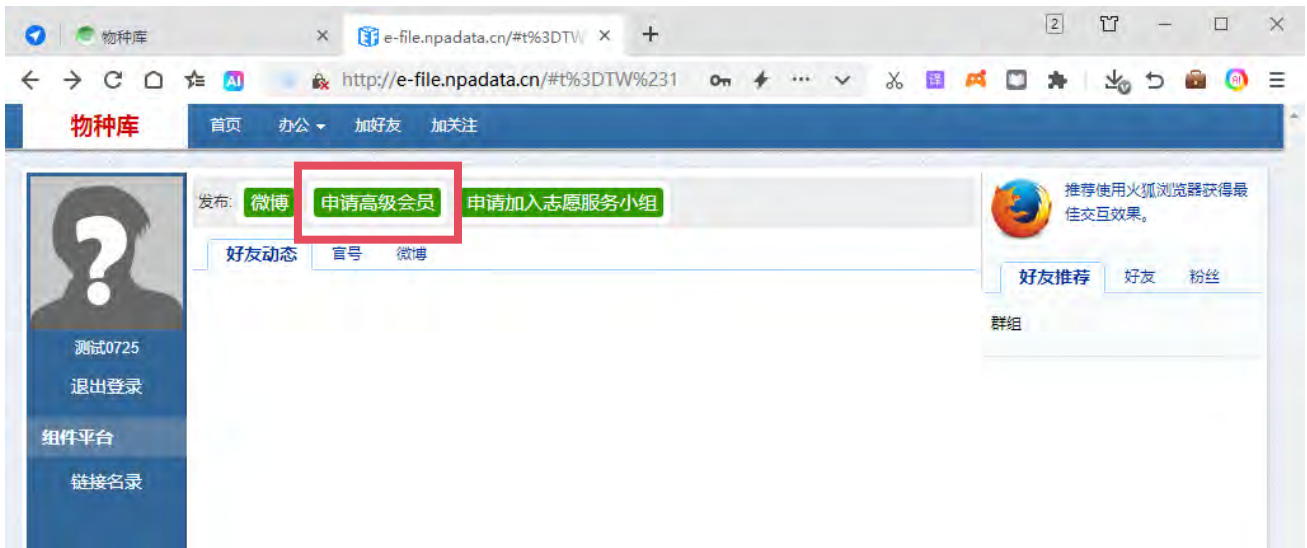 物种库
e-file.npadata.cn/#t%3DTW
2
AI
http://e-file.npadata.cn/#t%3DTW%231
译
AI
物种库
首页 办公 加好友 加关注
发布: 微博 申请高级会员 申请加入志愿服务小组
推荐使用火狐浏览器获得最
佳交互效果。
好友动态 官号 微博
好友推荐 好友 粉丝
群组
测试0725
退出登录
组件平台
链接名录